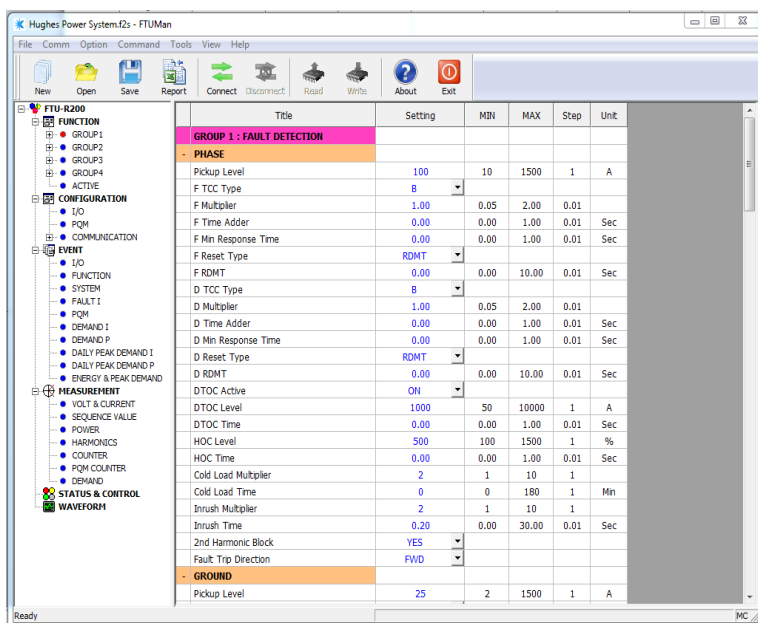 Hughes Power System.f2s - FTUMan
File Comm Option Command Tools View Help
New Open Save Report Connect Disconnect Read Write About Exit
FTU-R200
FUNCTION
GROUP1
GROUP2
GROUP3
GROUP4
ACTIVE
CONFIGURATION
I/O
PQM
COMMUNICATION
EVENT
I/O
FUNCTION
SYSTEM
FAULT I
PQM
DEMAND I
DEMAND P
DAILY PEAK DEMAND I
DAILY PEAK DEMAND P
ENERGY & PEAK DEMAND
MEASUREMENT
VOLT & CURRENT
SEQUENCE VALUE
POWER
HARMONICS
COUNTER
PQM COUNTER
DEMAND
STATUS & CONTROL
WAVEFORM
Title Setting MIN MAX Step Unit
GROUP 1 : FAULT DETECTION
- PHASE
Pickup Level 100 10 1500 1 A
F TCC Type B
F Multiplier 1.00 0.05 2.00 0.01
F Time Adder 0.00 0.00 1.00 0.01 Sec
F Min Response Time 0.00 0.00 1.00 0.01 Sec
F Reset Type RDMT
F RDMT 0.00 0.00 10.00 0.01 Sec
D TCC Type B
D Multiplier 1.00 0.05 2.00 0.01
D Time Adder 0.00 0.00 1.00 0.01 Sec
D Min Response Time 0.00 0.00 1.00 0.01 Sec
D Reset Type RDMT
D RDMT 0.00 0.00 10.00 0.01 Sec
DTOC Active ON
DTOC Level 1000 50 10000 1 A
DTOC Time 0.00 0.00 1.00 0.01 Sec
HOC Level 500 100 1500 1 %
HOC Time 0.00 0.00 1.00 0.01 Sec
Cold Load Multiplier 2 1 10 1
Cold Load Time 0 0 180 1 Min
Inrush Multiplier 2 1 10 1
Inrush Time 0.20 0.00 30.00 0.01 Sec
2nd Harmonic Block YES
Fault Trip Direction FWD
- GROUND
Pickup Level 25 2 1500 1 A
Ready MC